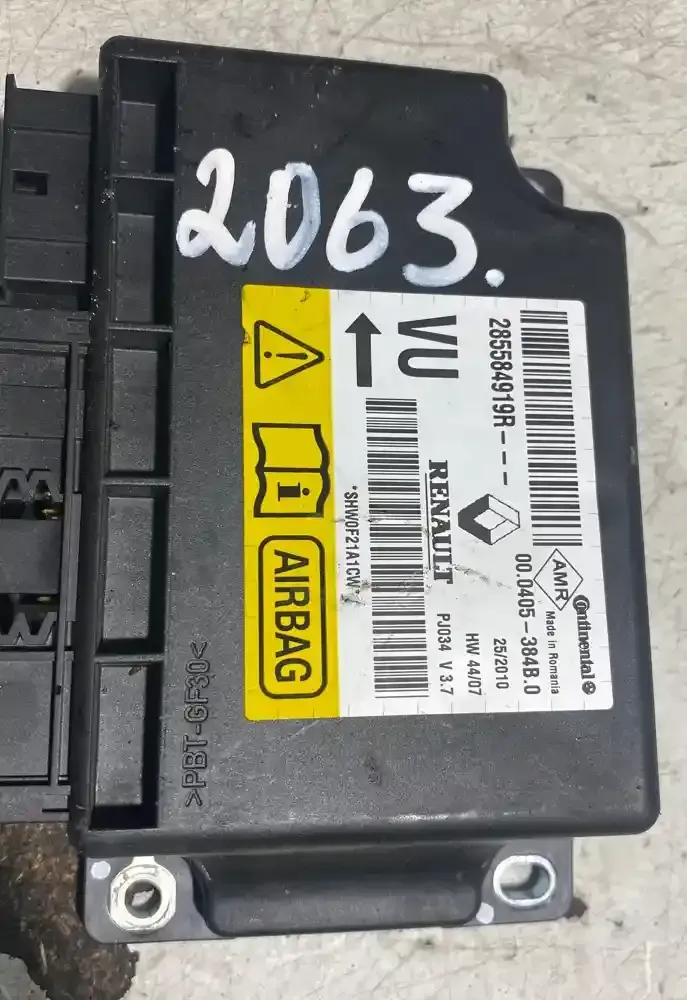 2063.
285584919R---
VU
RENAULT
AMR
Continental
Made in Romania
00.0405-384B.0
25/2010
HW 44/07
PJ034 V 3.7
*SHW0F21A1CW*
i
AIRBAG
>PBT-GF30<